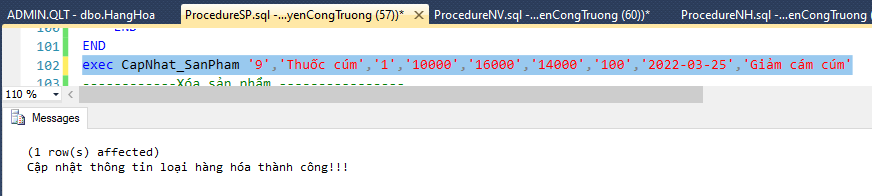 ADMIN.QLT - dbo.HangHoa ProcedureSP.sql -...yenCongTruong (57))* ProcedureNV.sql -...enCongTruong (60))* ProcedureNH.sql -...enCongTruong (
100 END
101 END
102 exec CapNhat_SanPham '9','Thuốc cúm','1','10000','16000','14000','100','2022-03-25','Giảm cám cúm'
103 ------------Xóa sản phẩm ----------------
110 %
Messages
(1 row(s) affected)
Cập nhật thông tin loại hàng hóa thành công!!!